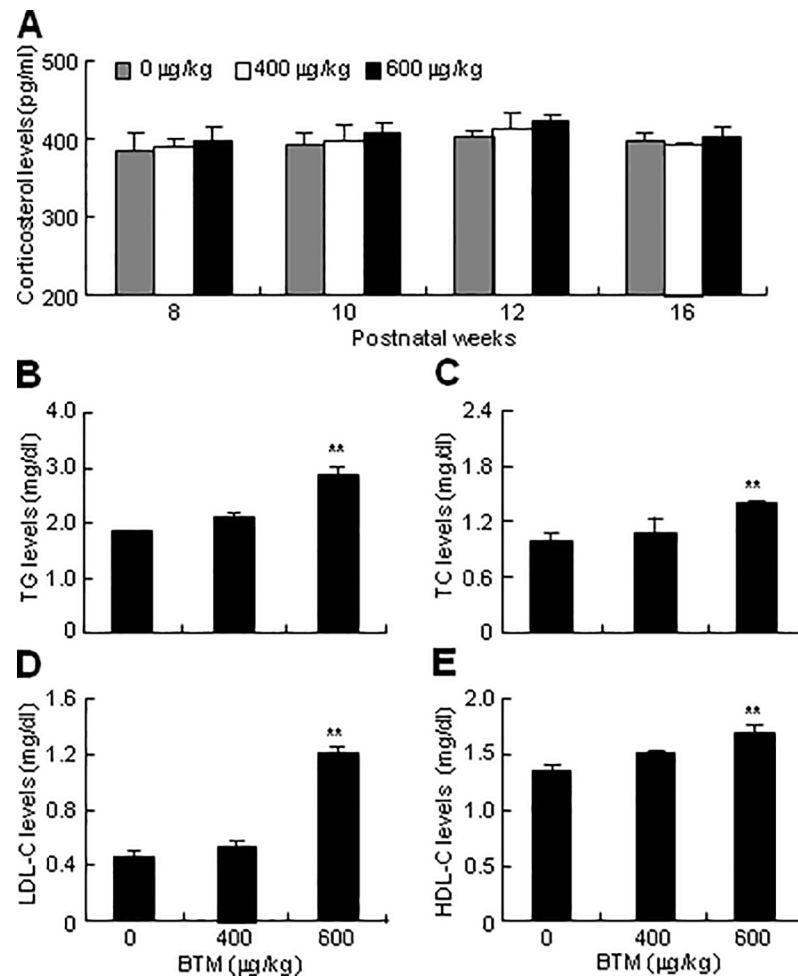 A
Corticosterol levels (pg/ml)
500
400
300
200
0 µg/kg
400 µg/kg
600 µg/kg
8
10
12
16
Postnatal weeks
B
TG levels (mg/dl)
4.0
3.0
2.0
1.0
0
**
C
TC levels (mg/dl)
2.4
1.8
1.2
0.6
0
**
D
LDL-C levels (mg/dl)
1.6
1.2
0.8
0.4
0
**
0
400
600
BTM (µg/kg)
E
HDL-C levels (mg/dl)
2.0
1.5
1.0
0.5
0
**
0
400
600
BTM (µg/kg)